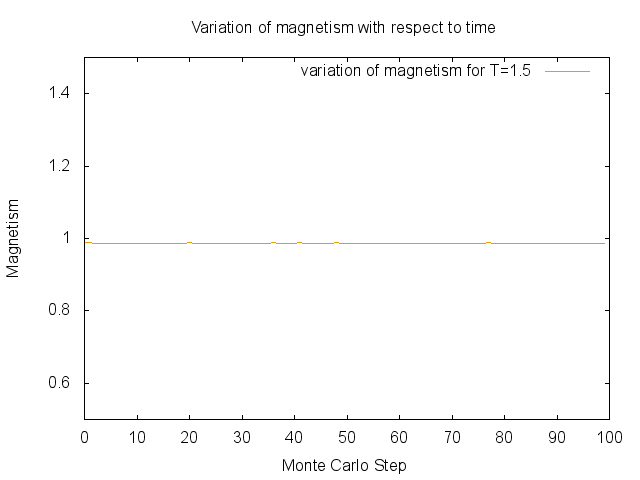 Variation of magnetism with respect to time
variation of magnetism for T=1.5
1.4
1.2
1
0.8
0.6
Magnetism
0 10 20 30 40 50 60 70 80 90 100
Monte Carlo Step